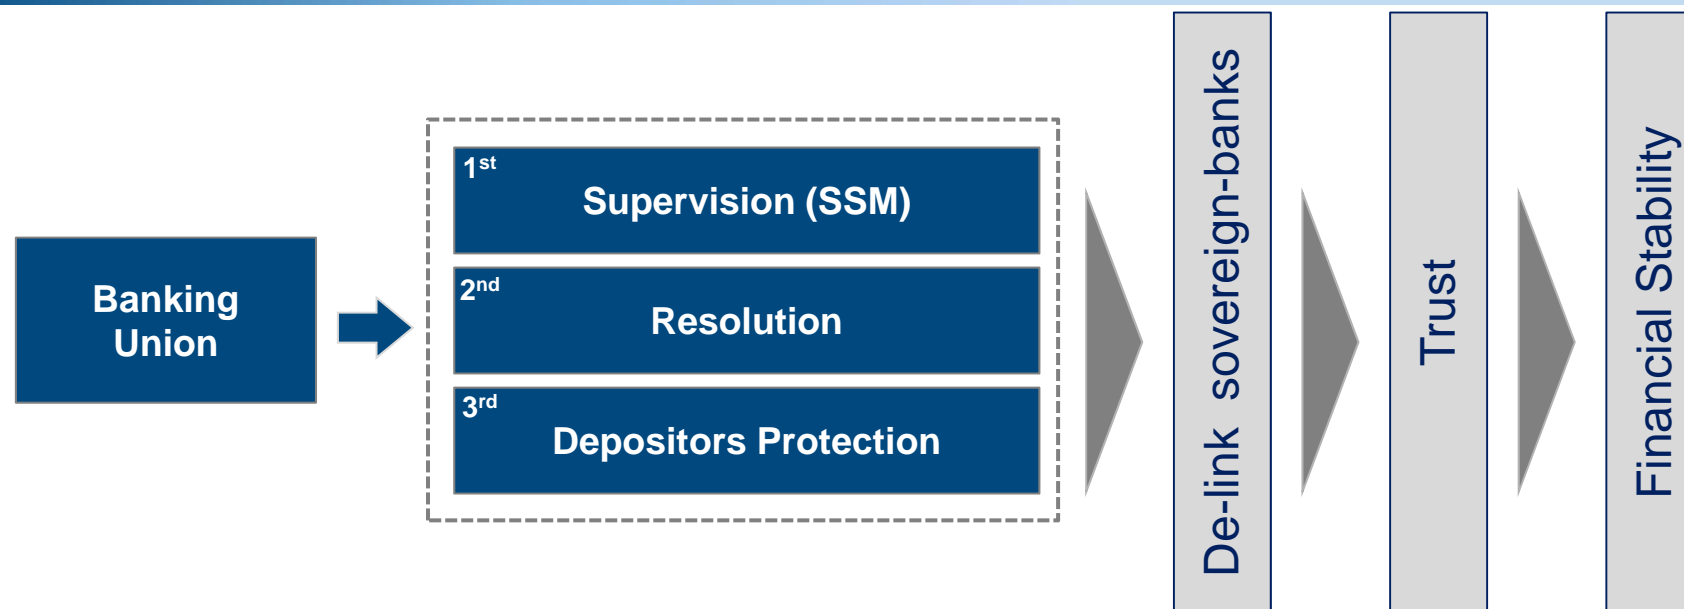 Banking
Union
1st
Supervision (SSM)
2nd
Resolution
3rd
Depositors Protection
De-link sovereign-banks
Trust
Financial Stability